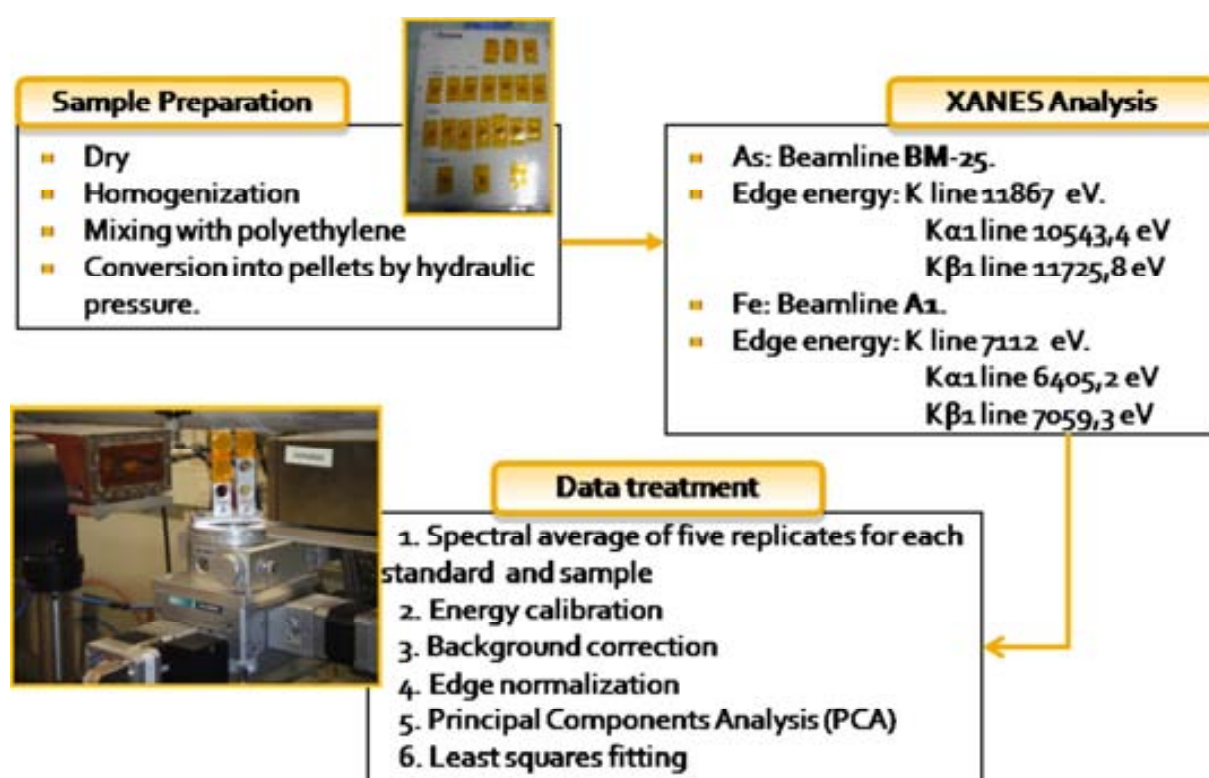 Sample Preparation
Dry
Homogenization
Mixing with polyethylene
Conversion into pellets by hydraulic
pressure.
XANES Analysis
As: Beamline BM-25.
Edge energy: K line 11867 eV.
Kα1 line 10543,4 eV
Kβ1 line 11725,8 eV
Fe: Beamline A1.
Edge energy: K line 7112 eV.
Kα1 line 6405,2 eV
Kβ1 line 7059,3 eV
Data treatment
1. Spectral average of five replicates for each
standard and sample
2. Energy calibration
3. Background correction
4. Edge normalization
5. Principal Components Analysis (PCA)
6. Least squares fitting